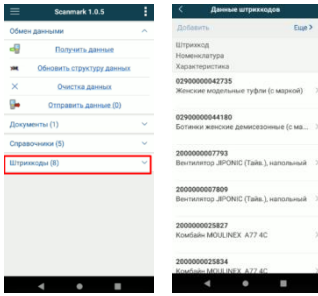 Scanmark 1.0.5
Обмен данными
Получить данные
Обновить структуру данных
Очистка данных
Отправить данные (0)
Документы (1)
Справочники (5)
Штрихкоды (8)
Данные штрихкодов
Добавить
Еще
Штрихкод
Номенклатура
Характеристика
02900000042735
Женские модельные туфли (с маркой)
02900000044180
Ботинки женские демисезонные (с ма...
2000000007793
Вентилятор JIPONIC (Тайв.), напольный
2000000007809
Вентилятор JIPONIC (Тайв.), напольный
2000000025827
Комбайн MOULINEX A77 4C
2000000025834
Комбайн MOULINEX A77 4C